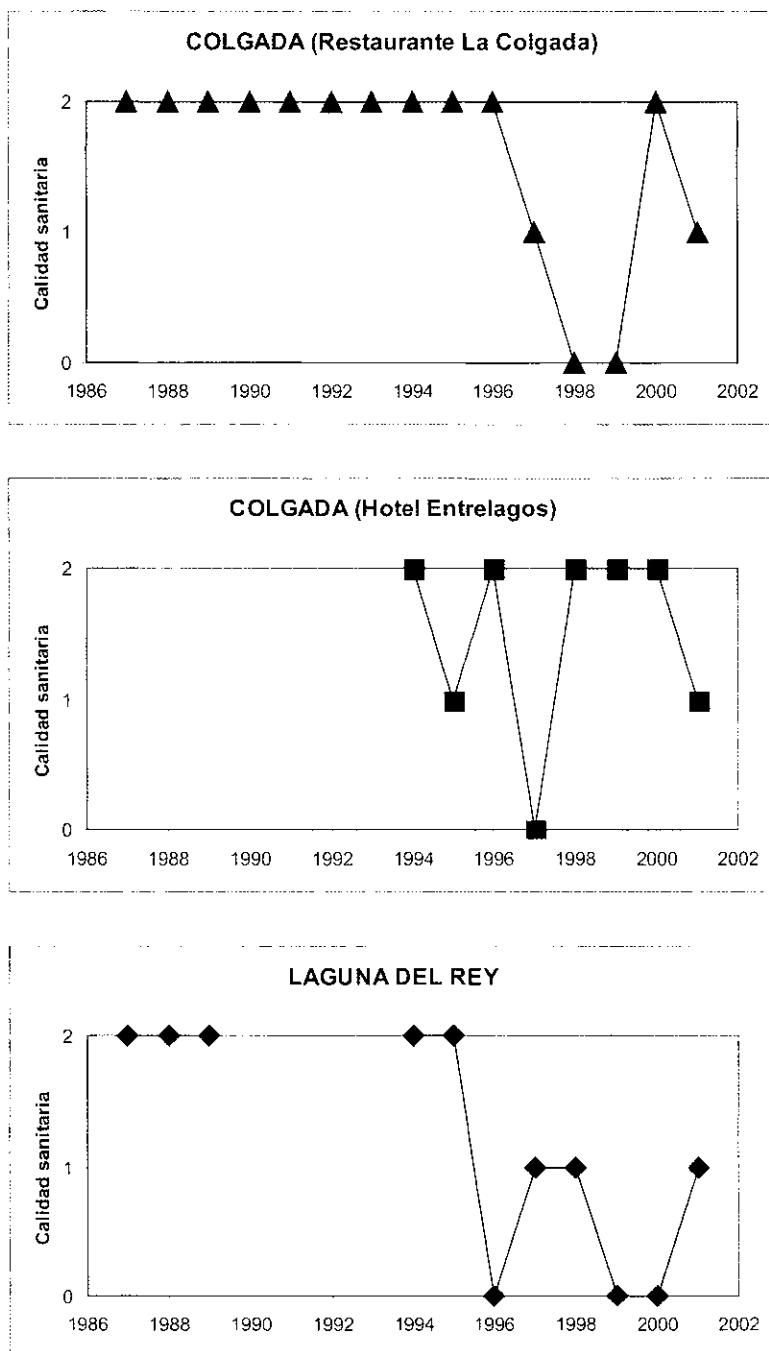 COLGADA (Restaurante La Colgada)
Calidad sanitaria
2
1
0
1986 1988 1990 1992 1994 1996 1998 2000 2002
COLGADA (Hotel Entrelagos)
Calidad sanitaria
2
1
0
1986 1988 1990 1992 1994 1996 1998 2000 2002
LAGUNA DEL REY
Calidad sanitaria
2
1
0
1986 1988 1990 1992 1994 1996 1998 2000 2002